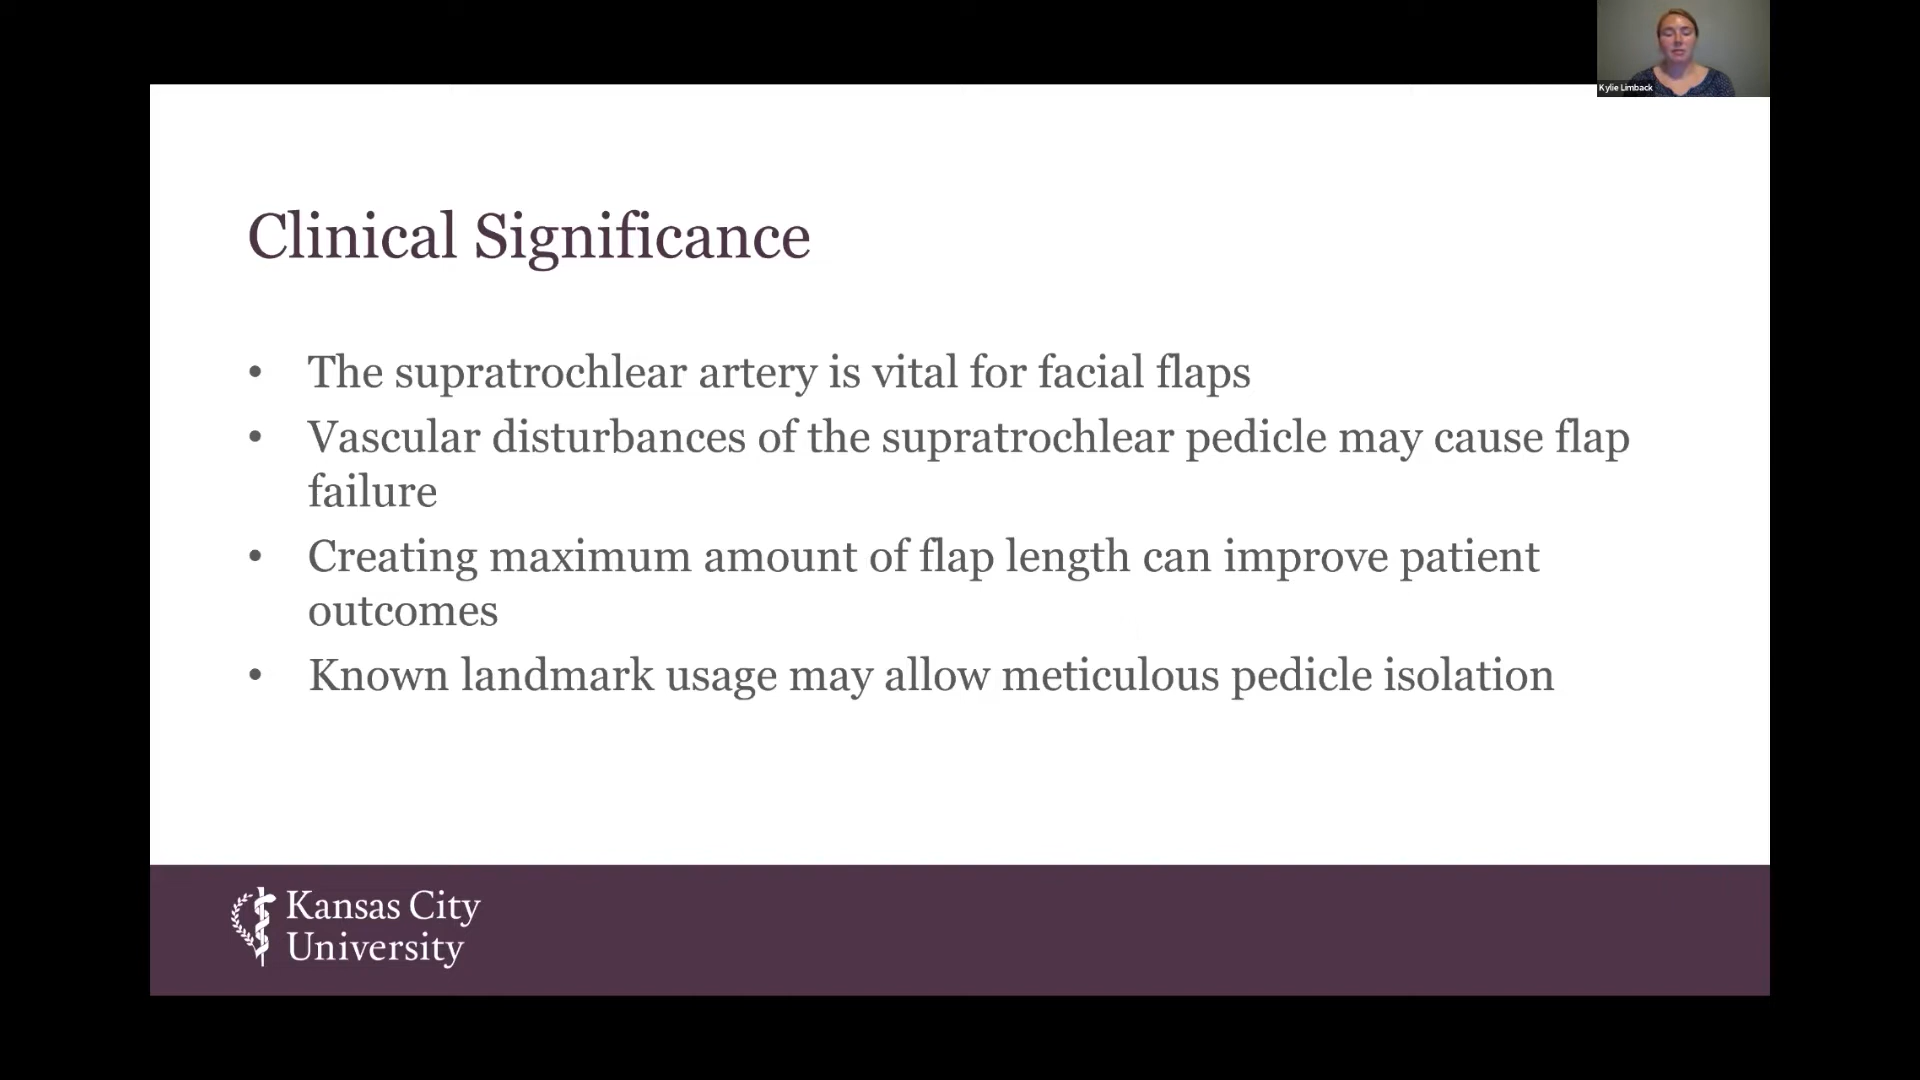 Kylie Limback
Clinical Significance
• The supratrochlear artery is vital for facial flaps
• Vascular disturbances of the supratrochlear pedicle may cause flap
failure
• Creating maximum amount of flap length can improve patient
outcomes
• Known landmark usage may allow meticulous pedicle isolation
Kansas City
University